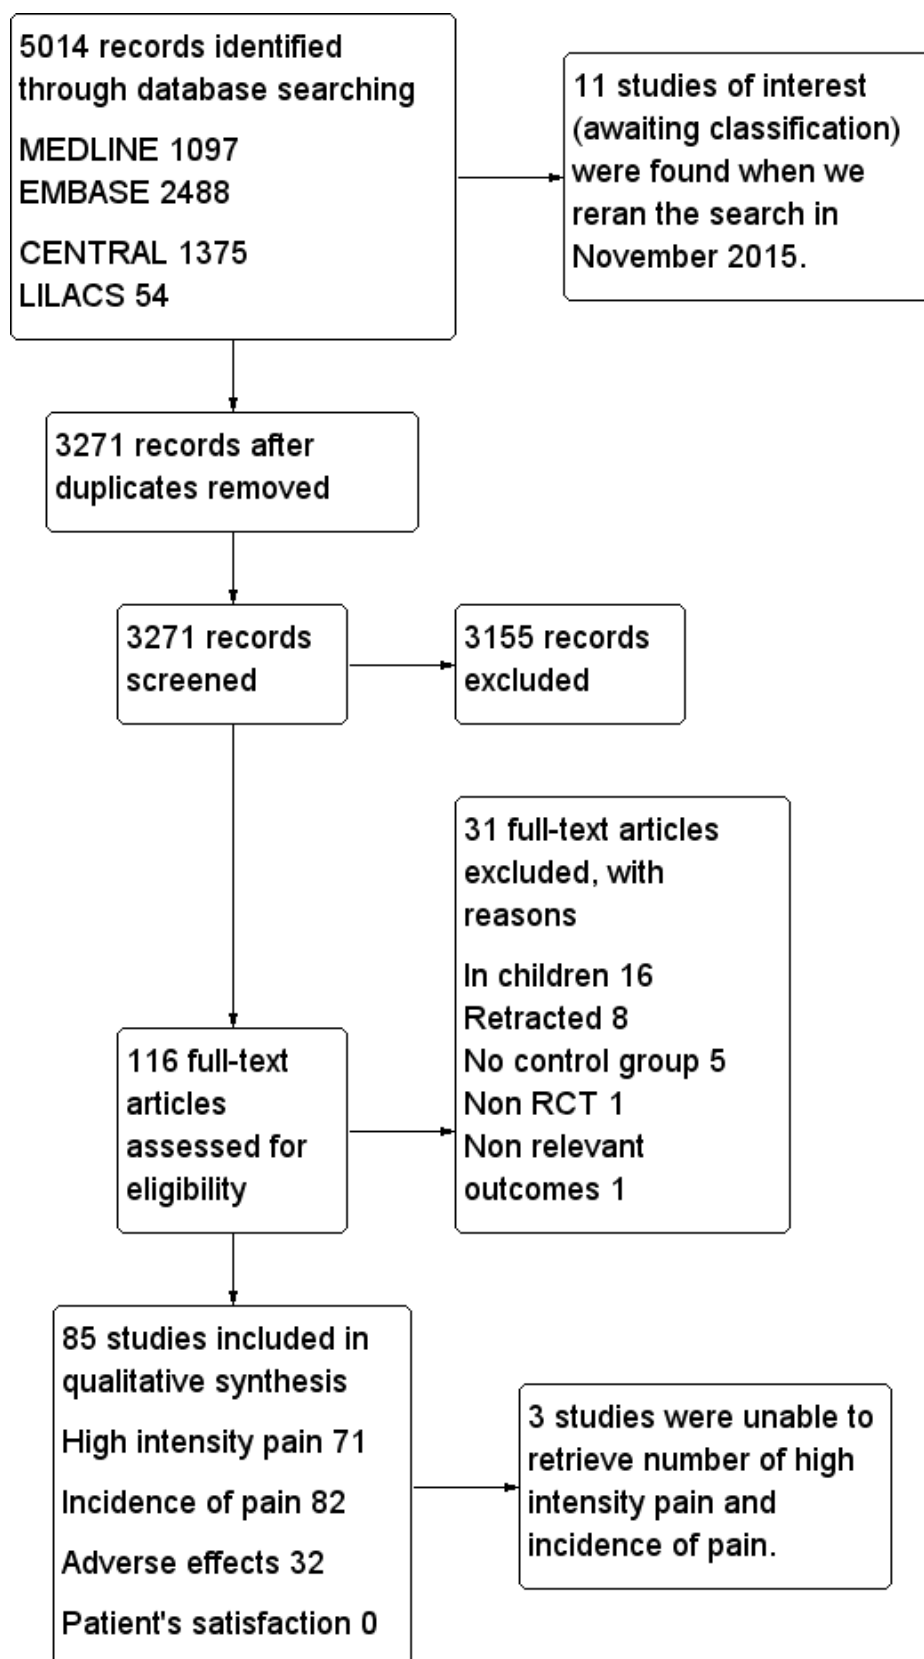 5014 records identified
through database searching
MEDLINE 1097
EMBASE 2488
CENTRAL 1375
LILACS 54
11 studies of interest
(awaiting classification)
were found when we
reran the search in
November 2015.
3271 records after
duplicates removed
3271 records
screened
3155 records
excluded
31 full-text articles
excluded, with
reasons
In children 16
Retracted 8
No control group 5
Non RCT 1
Non relevant
outcomes 1
116 full-text
articles
assessed for
eligibility
85 studies included in
qualitative synthesis
High intensity pain 71
Incidence of pain 82
Adverse effects 32
Patient's satisfaction 0
3 studies were unable to
retrieve number of high
intensity pain and
incidence of pain.